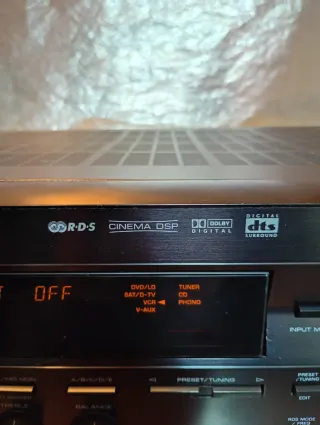 R·D·S
CINEMA DSP
DOLBY
DIGITAL
DIGITAL
dts
SURROUND
OFF
DVD/LD TUNER
SAT/D-TV CD
VCR PHONO
V-AUX
INPUT M
A/B/C/D/E
PRESET/TUNING
PRESET
/TUNING
EDIT
BALANCE
RDS MODE
/ FREQ